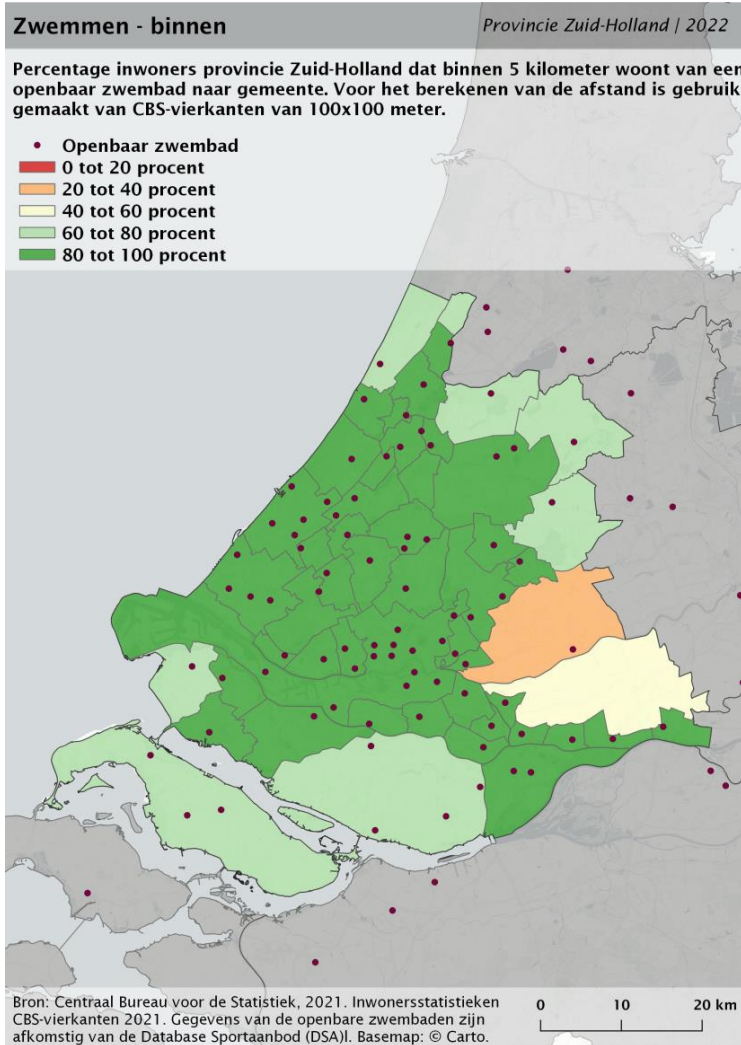 Zwemmen - binnen
Provincie Zuid-Holland | 2022
Percentage inwoners provincie Zuid-Holland dat binnen 5 kilometer woont van een
openbaar zwembad naar gemeente. Voor het berekenen van de afstand is gebruik
gemaakt van CBS-vierkanten van 100x100 meter.
Openbaar zwembad
0 tot 20 procent
20 tot 40 procent
40 tot 60 procent
60 tot 80 procent
80 tot 100 procent
Bron: Centraal Bureau voor de Statistiek, 2021. Inwonersstatistieken
CBS-vierkanten 2021. Gegevens van de openbare zwembaden zijn
afkomstig van de Database Sportaanbod (DSA)l. Basemap: © Carto.
0 10 20 km